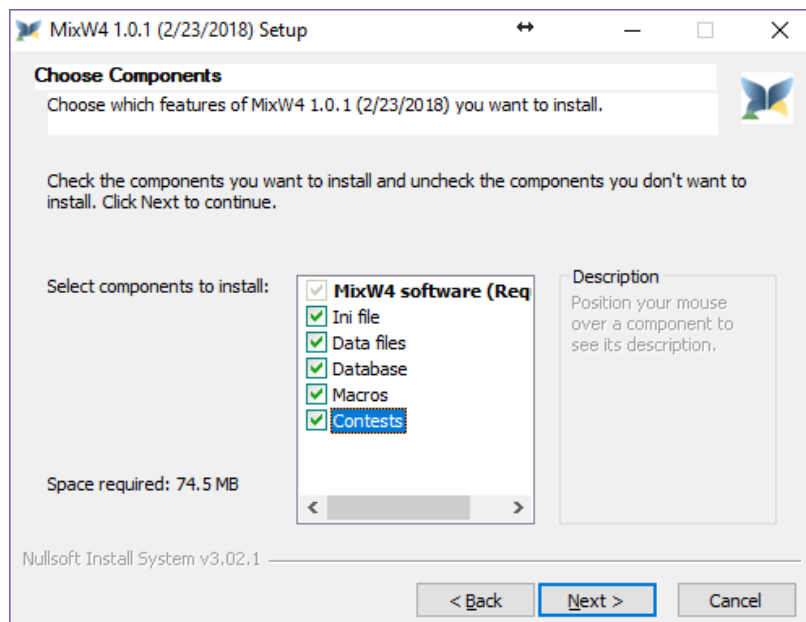 MixW4 1.0.1 (2/23/2018) Setup
Choose Components
Choose which features of MixW4 1.0.1 (2/23/2018) you want to install.
Check the components you want to install and uncheck the components you don't want to
install. Click Next to continue.
Select components to install:
MixW4 software (Req
Ini file
Data files
Database
Macros
Contests
Description
Position your mouse
over a component to
see its description.
Space required: 74.5 MB
Nullsoft Install System v3.02.1
< Back
Next >
Cancel